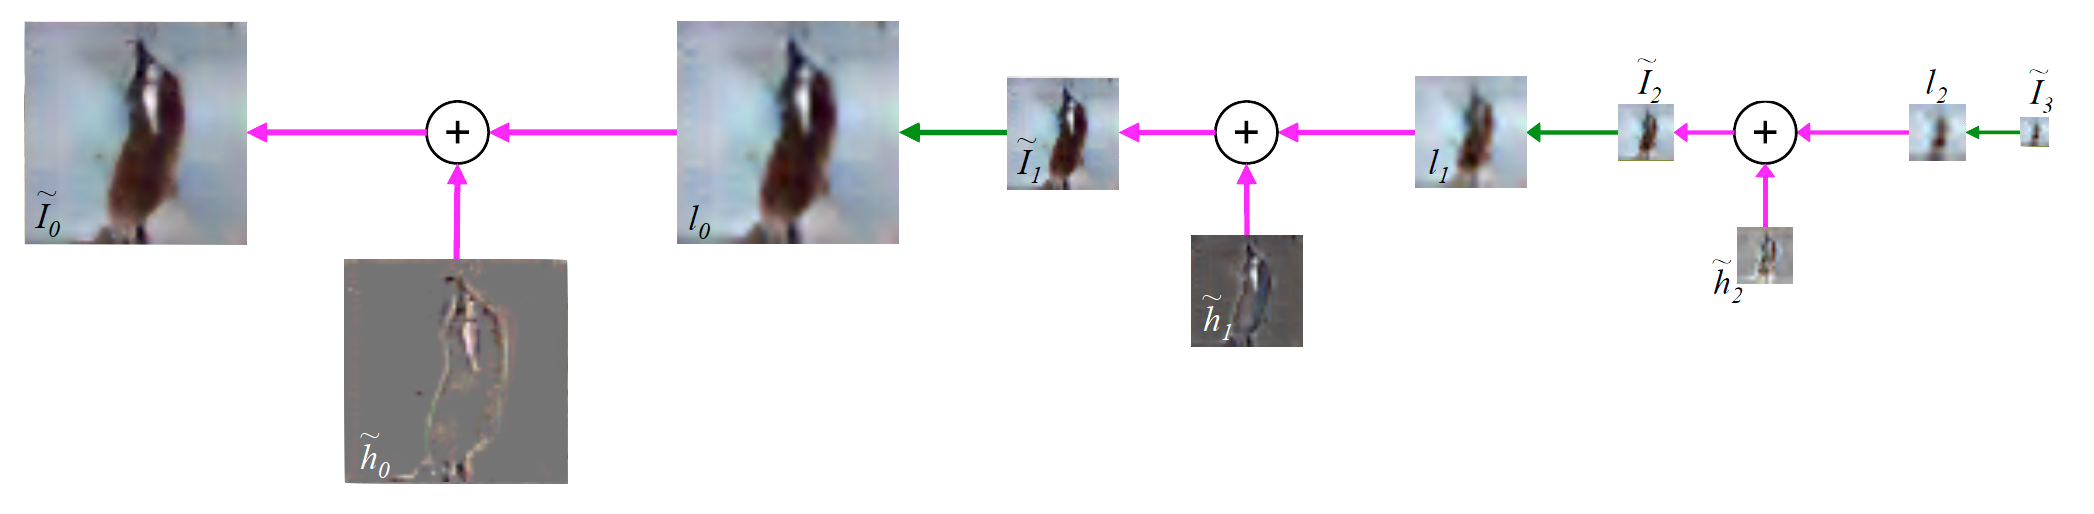 Ĩ₀
+
h̃₀
l₀
Ĩ₁
+
h̃₁
l₁
Ĩ₂
+
h̃₂
l₂
Ĩ₃